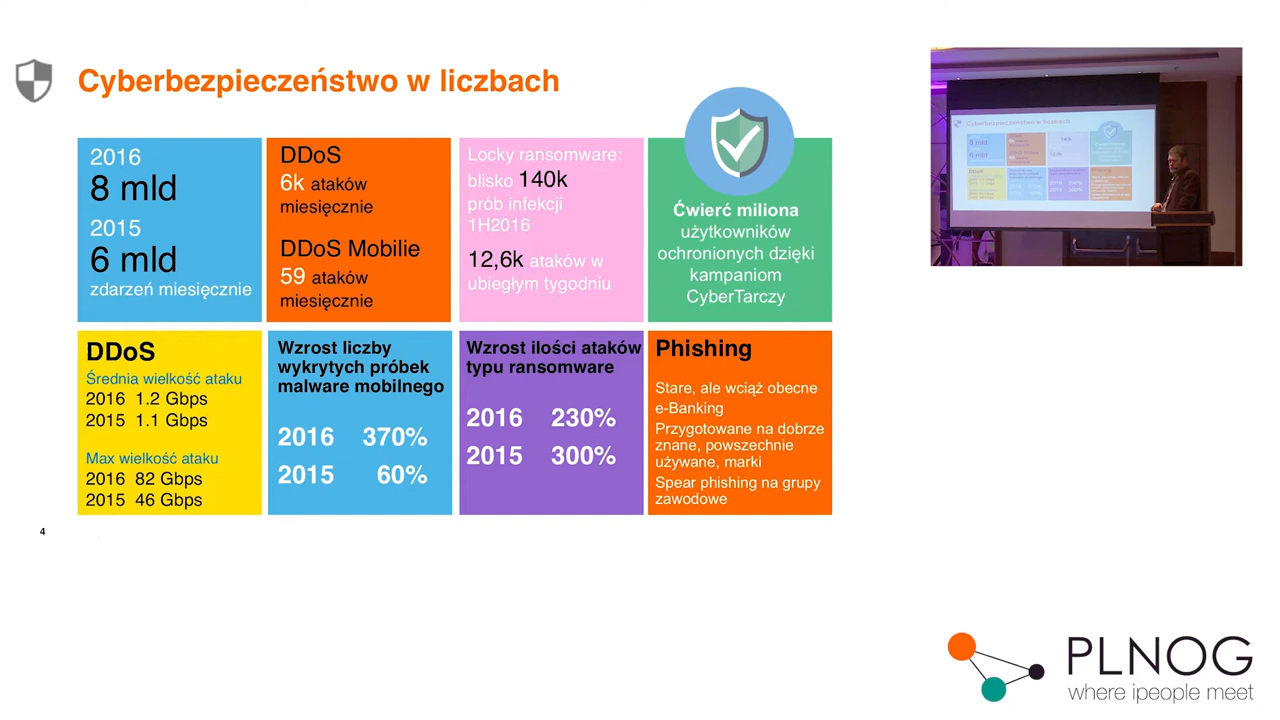 Cyberbezpieczeństwo w liczbach
2016
8 mld
2015
6 mld
zdarzeń miesięcznie
DDoS
6k ataków
miesięcznie
DDoS Mobilie
59 ataków
miesięcznie
Locky ransomware:
blisko 140k
prób infekcji
1H2016
12,6k ataków w
ubiegłym tygodniu
Ćwierć miliona
użytkowników
ochronionych dzięki
kampaniom
CyberTarczy
DDoS
Średnia wielkość ataku
2016 1.2 Gbps
2015 1.1 Gbps
Max wielkość ataku
2016 82 Gbps
2015 46 Gbps
Wzrost liczby
wykrytych próbek
malware mobilnego
2016 370%
2015 60%
Wzrost ilości ataków
typu ransomware
2016 230%
2015 300%
Phishing
Stare, ale wciąż obecne
e-Banking
Przygotowane na dobrze
znane, powszechnie
używane, marki
Spear phishing na grupy
zawodowe
4
Cyberbezpieczeństwo w liczbach
PLNOG
where ipeople meet